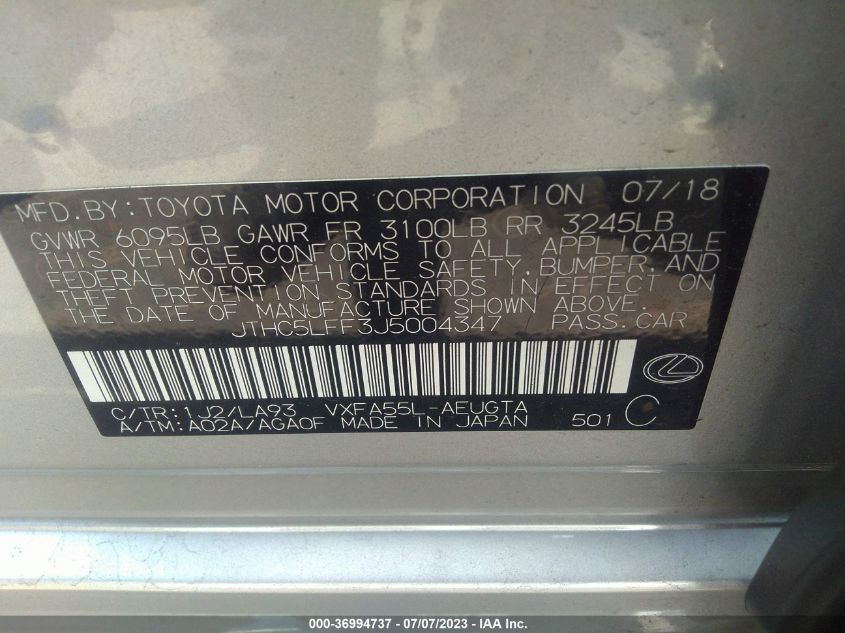 MFD.BY:TOYOTA MOTOR CORPORATION 07/18
GVWR 6095LB GAWR FR 3100LB RR 3245LB
THIS VEHICLE CONFORMS TO ALL APPLICABLE
FEDERAL MOTOR VEHICLE SAFETY,BUMPER,AND
THEFT PREVENTION STANDARDS IN EFFECT ON
THE DATE OF MANUFACTURE SHOWN ABOVE.
JTHC5LFF3J5004347 PASS.CAR
C/TR:1J2/LA93 VXFA55L-AEUGTA
A/TM:A02A/AGA0F MADE IN JAPAN 501 C
000-36994737 - 07/07/2023 - IAA Inc.